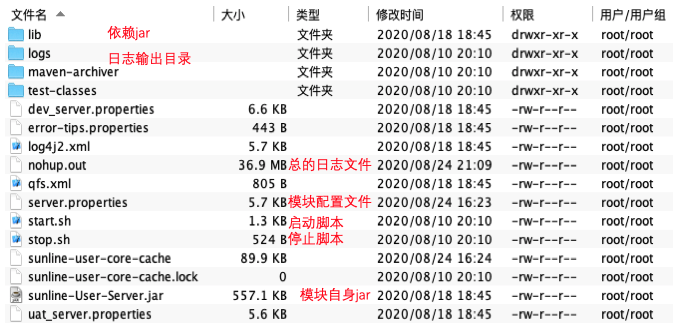 文件名 大小 类型 修改时间 权限 用户/用户组
lib 依赖jar 文件夹 2020/08/18 18:45 drwxr-xr-x root/root
logs 日志输出目录 文件夹 2020/08/10 20:10 drwxr-xr-x root/root
maven-archiver 文件夹 2020/08/10 20:10 drwxr-xr-x root/root
test-classes 文件夹 2020/08/10 20:10 drwxr-xr-x root/root
dev_server.properties 6.6 KB 2020/08/18 18:45 -rw-r--r-- root/root
error-tips.properties 443 B 2020/08/18 18:45 -rw-r--r-- root/root
log4j2.xml 5.7 KB 2020/08/18 18:45 -rw-r--r-- root/root
nohup.out 36.9 MB 总的日志文件 2020/08/24 21:09 -rw-r--r-- root/root
qfs.xml 805 B 2020/08/18 18:45 -rw-r--r-- root/root
server.properties 5.7 KB 模块配置文件 2020/08/24 16:23 -rw-r--r-- root/root
start.sh 1.3 KB 启动脚本 2020/08/10 20:10 -rw-r--r-- root/root
stop.sh 524 B 停止脚本 2020/08/10 20:10 -rw-r--r-- root/root
sunline-user-core-cache 89.9 KB 2020/08/24 16:24 -rw-r--r-- root/root
sunline-user-core-cache.lock 0 2020/08/10 20:10 -rw-r--r-- root/root
sunline-User-Server.jar 557.1 KB 模块自身jar 2020/08/18 18:45 -rw-r--r-- root/root
uat_server.properties 5.6 KB 2020/08/18 18:45 -rw-r--r-- root/root